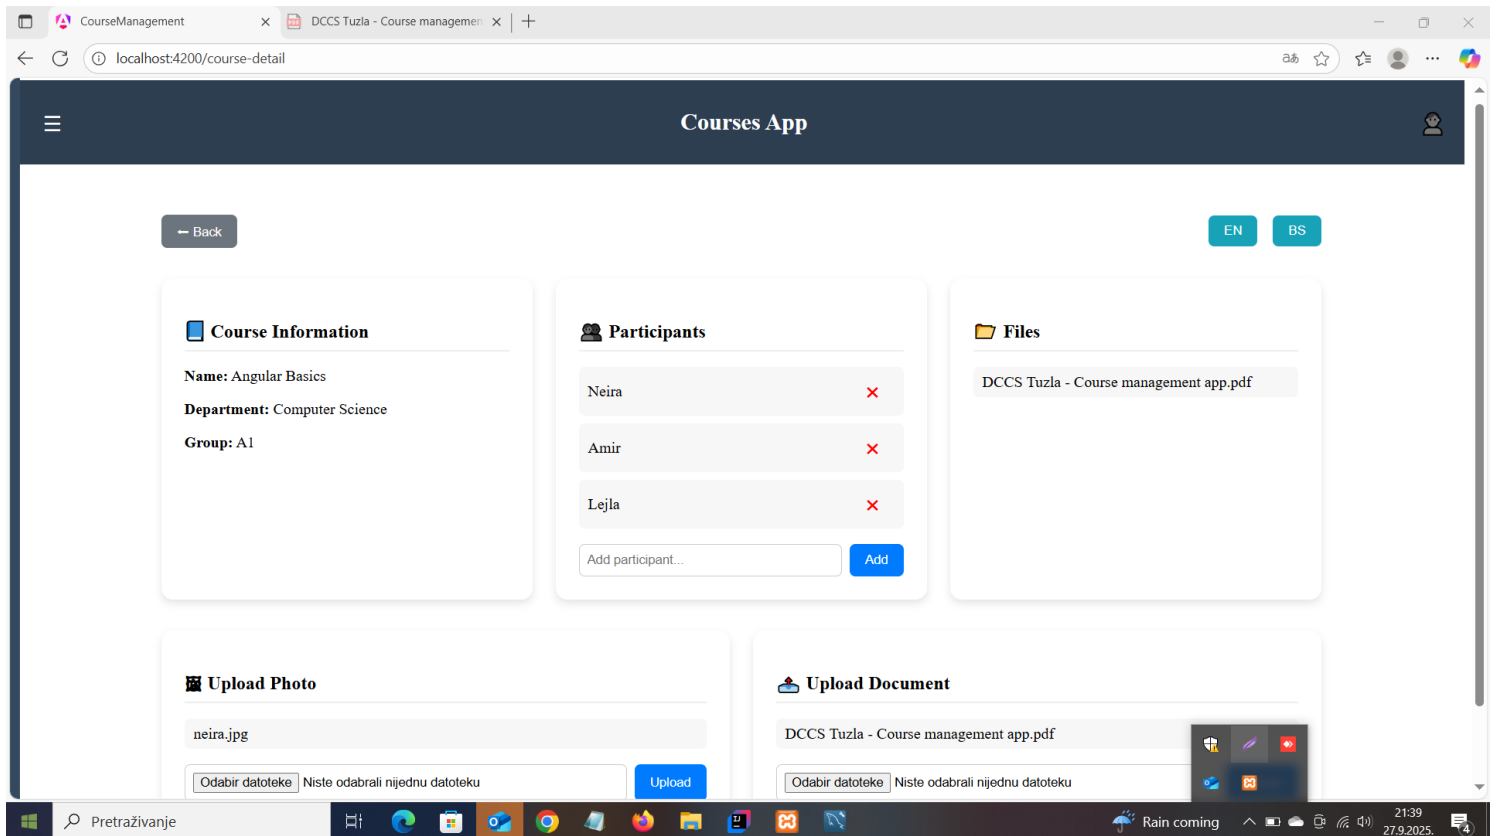 CourseManagement
DCCS Tuzla - Course managemen
localhost:4200/course-detail
Courses App
← Back
EN
BS
Course Information
Name: Angular Basics
Department: Computer Science
Group: A1
Participants
Neira
Amir
Lejla
Add participant...
Add
Files
DCCS Tuzla - Course management app.pdf
Upload Photo
neira.jpg
Odabir datoteke Niste odabrali nijednu datoteku
Upload
Upload Document
DCCS Tuzla - Course management app.pdf
Odabir datoteke Niste odabrali nijednu datoteku
Pretraživanje
Rain coming
21:39
27.9.2025.
4